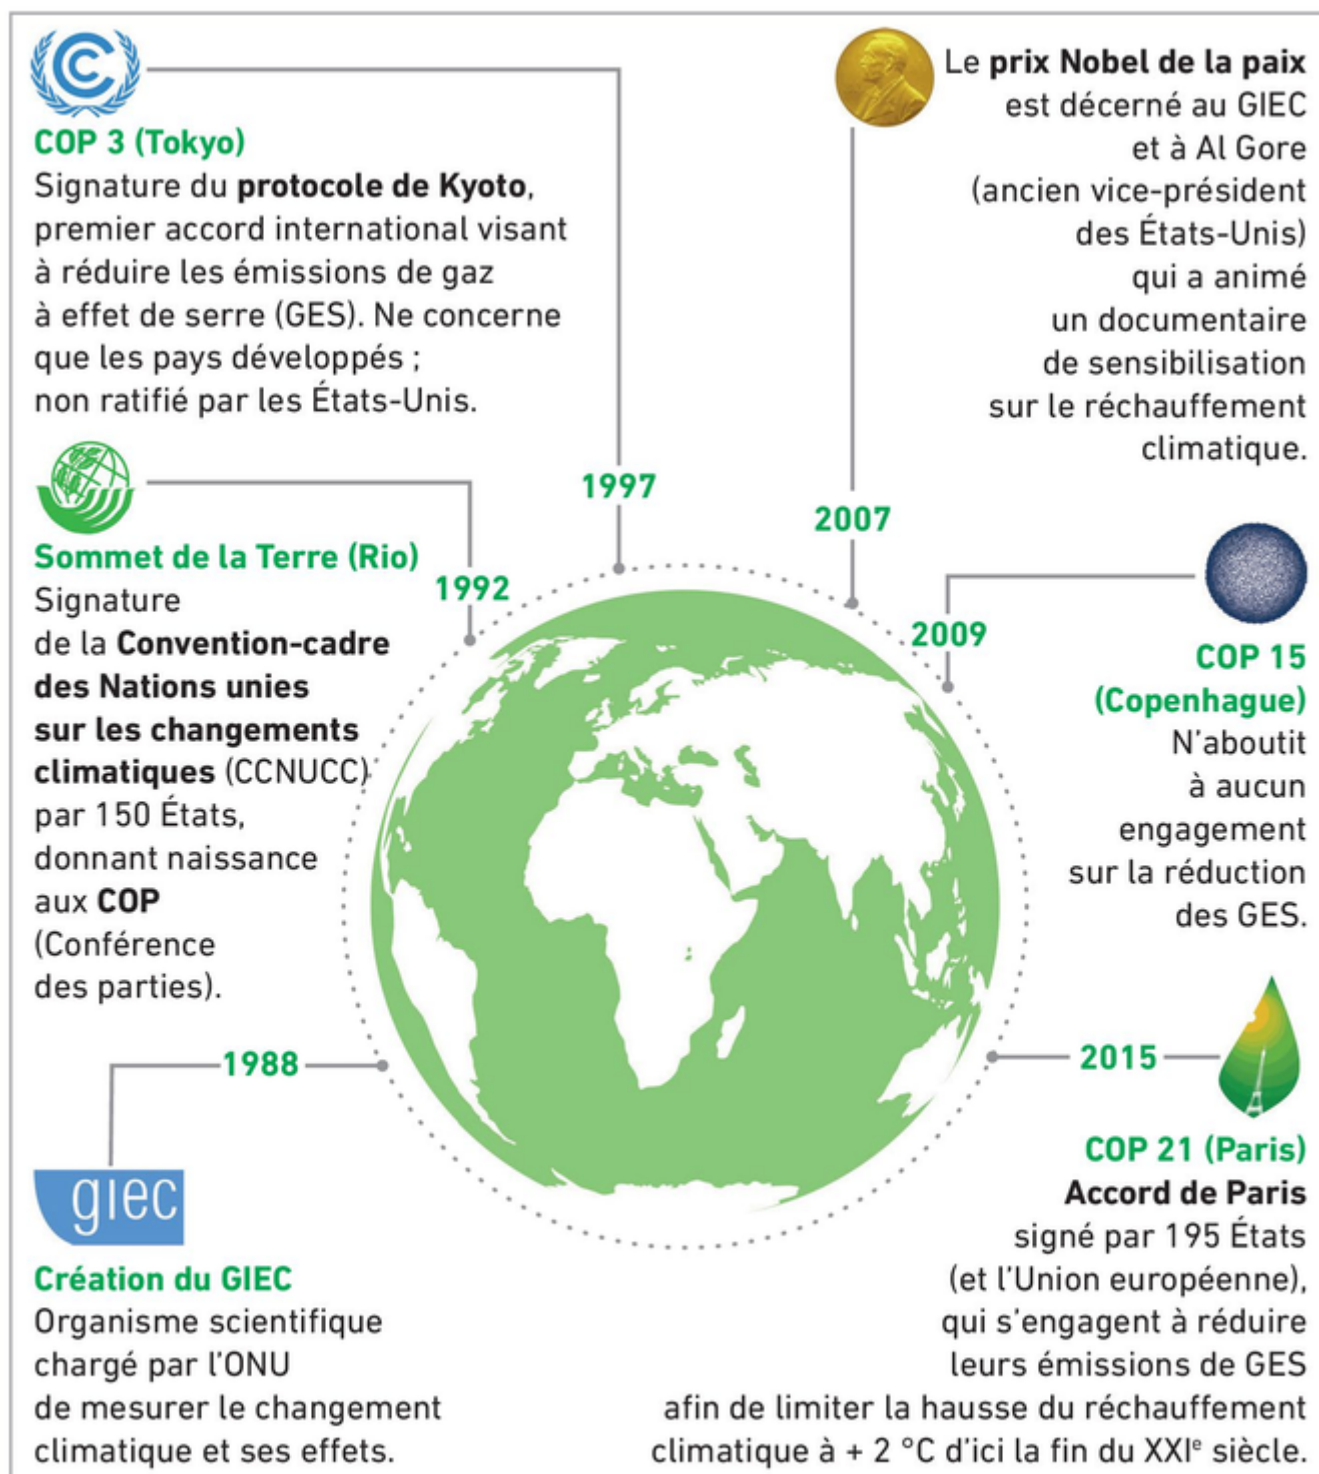 COP 3 (Tokyo)
Signature du protocole de Kyoto,
premier accord international visant
à réduire les émissions de gaz
à effet de serre (GES). Ne concerne
que les pays développés ;
non ratifié par les États-Unis.
1997
Le prix Nobel de la paix
est décerné au GIEC
et à Al Gore
(ancien vice-président
des États-Unis)
qui a animé
un documentaire
de sensibilisation
sur le réchauffement
climatique.
2007
Sommet de la Terre (Rio)
1992
Signature
de la Convention-cadre
des Nations unies
sur les changements
climatiques (CCNUCC)
par 150 États,
donnant naissance
aux COP
(Conférence
des parties).
2009
COP 15
(Copenhague)
N'aboutit
à aucun
engagement
sur la réduction
des GES.
1988
giec
Création du GIEC
Organisme scientifique
chargé par l'ONU
de mesurer le changement
climatique et ses effets.
2015
COP 21 (Paris)
Accord de Paris
signé par 195 États
(et l'Union européenne),
qui s'engagent à réduire
leurs émissions de GES
afin de limiter la hausse du réchauffement
climatique à + 2 °C d'ici la fin du XXIe siècle.